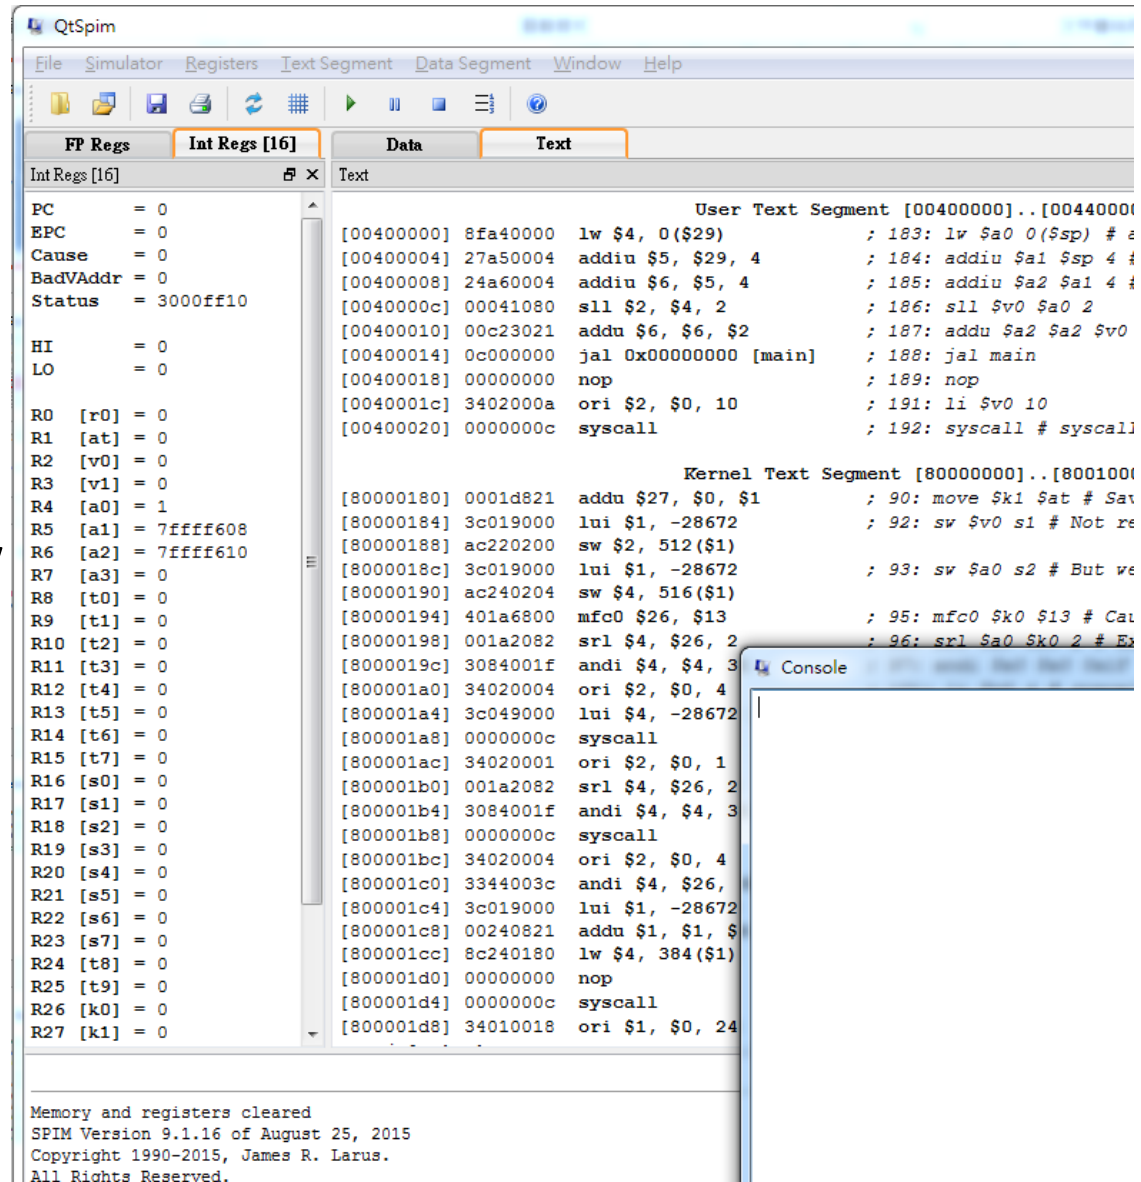 QtSpim
File Simulator Registers Text Segment Data Segment Window Help
FP Regs Int Regs [16] Data Text
Int Regs [16] Text
PC = 0
EPC = 0
Cause = 0
BadVAddr = 0
Status = 3000ff10
HI = 0
LO = 0
R0 [r0] = 0
R1 [at] = 0
R2 [v0] = 0
R3 [v1] = 0
R4 [a0] = 1
R5 [a1] = 7ffff608
R6 [a2] = 7ffff610
R7 [a3] = 0
R8 [t0] = 0
R9 [t1] = 0
R10 [t2] = 0
R11 [t3] = 0
R12 [t4] = 0
R13 [t5] = 0
R14 [t6] = 0
R15 [t7] = 0
R16 [s0] = 0
R17 [s1] = 0
R18 [s2] = 0
R19 [s3] = 0
R20 [s4] = 0
R21 [s5] = 0
R22 [s6] = 0
R23 [s7] = 0
R24 [t8] = 0
R25 [t9] = 0
R26 [k0] = 0
R27 [k1] = 0
User Text Segment [00400000]..[00440000
[00400000] 8fa40000 lw $4, 0($29) ; 183: lw $a0 0($sp) # a
[00400004] 27a50004 addiu $5, $29, 4 ; 184: addiu $a1 $sp 4 #
[00400008] 24a60004 addiu $6, $5, 4 ; 185: addiu $a2 $a1 4 #
[0040000c] 00041080 sll $2, $4, 2 ; 186: sll $v0 $a0 2
[00400010] 00c23021 addu $6, $6, $2 ; 187: addu $a2 $a2 $v0
[00400014] 0c000000 jal 0x00000000 [main] ; 188: jal main
[00400018] 00000000 nop ; 189: nop
[0040001c] 3402000a ori $2, $0, 10 ; 191: li $v0 10
[00400020] 0000000c syscall ; 192: syscall # syscall
Kernel Text Segment [80000000]..[8001000
[80000180] 0001d821 addu $27, $0, $1 ; 90: move $k1 $at # Sav
[80000184] 3c019000 lui $1, -28672 ; 92: sw $v0 s1 # Not re
[80000188] ac220200 sw $2, 512($1)
[8000018c] 3c019000 lui $1, -28672 ; 93: sw $a0 s2 # But we
[80000190] ac240204 sw $4, 516($1)
[80000194] 401a6800 mfc0 $26, $13 ; 95: mfc0 $k0 $13 # Cau
[80000198] 001a2082 srl $4, $26, 2 ; 96: srl $a0 $k0 2 # Ex
[8000019c] 3084001f andi $4, $4, 3
[800001a0] 34020004 ori $2, $0, 4
[800001a4] 3c049000 lui $4, -28672
[800001a8] 0000000c syscall
[800001ac] 34020001 ori $2, $0, 1
[800001b0] 001a2082 srl $4, $26, 2
[800001b4] 3084001f andi $4, $4, 3
[800001b8] 0000000c syscall
[800001bc] 34020004 ori $2, $0, 4
[800001c0] 3344003c andi $4, $26,
[800001c4] 3c019000 lui $1, -28672
[800001c8] 00240821 addu $1, $1, $
[800001cc] 8c240180 lw $4, 384($1)
[800001d0] 00000000 nop
[800001d4] 0000000c syscall
[800001d8] 34010018 ori $1, $0, 24
Console
Memory and registers cleared
SPIM Version 9.1.16 of August 25, 2015
Copyright 1990-2015, James R. Larus.
All Rights Reserved.